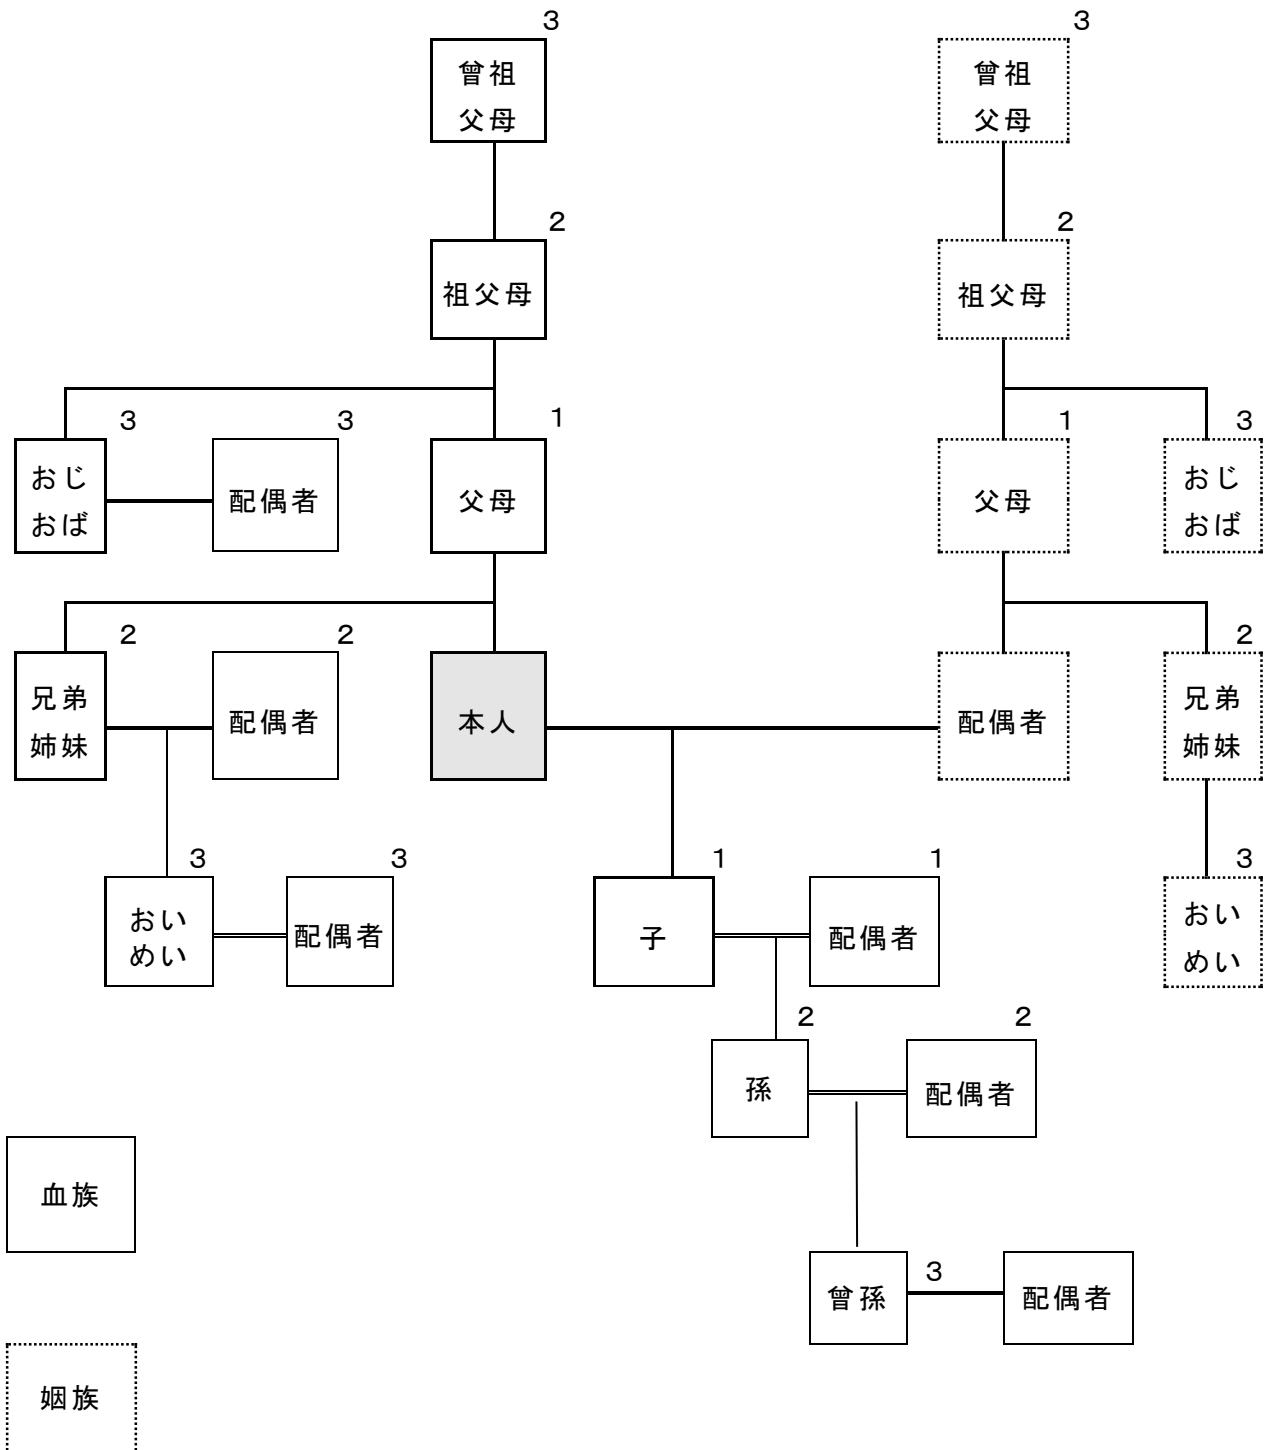 3
3
曾祖
父母
曾祖
父母
2
2
祖父母
祖父母
3
3
1
1
3
おじ
おば
配偶者
父母
父母
おじ
おば
2
2
2
兄弟
姉妹
配偶者
本人
配偶者
兄弟
姉妹
3
3
1
1
3
おい
めい
配偶者
子
配偶者
おい
めい
2
2
孫
配偶者
血族
3
曾孫
配偶者
姻族